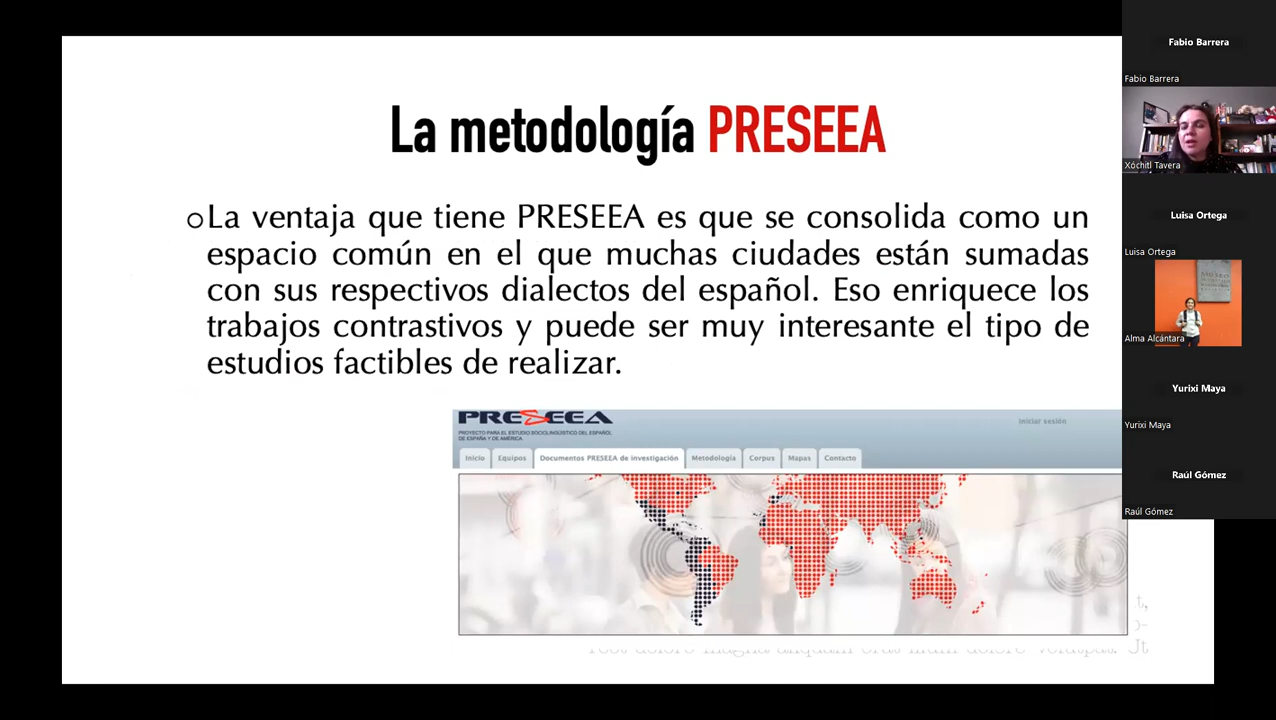 La metodología PRESEEA
La ventaja que tiene PRESEEA es que se consolida como un
espacio común en el que muchas ciudades están sumadas
con sus respectivos dialectos del español. Eso enriquece los
trabajos contrastivos y puede ser muy interesante el tipo de
estudios factibles de realizar.
PRESEEA
PROYECTO PARA EL ESTUDIO SOCIOLINGÜÍSTICO DEL ESPAÑOL
DE ESPAÑA Y DE AMÉRICA
Iniciar sesión
Inicio Equipos Documentos PRESEEA de investigación Metodología Corpus Mapas Contacto
Fabio Barrera
Fabio Barrera
Xóchitl Tavera
Luisa Ortega
Luisa Ortega
Alma Alcántara
Yurixi Maya
Yurixi Maya
Raúl Gómez
Raúl Gómez